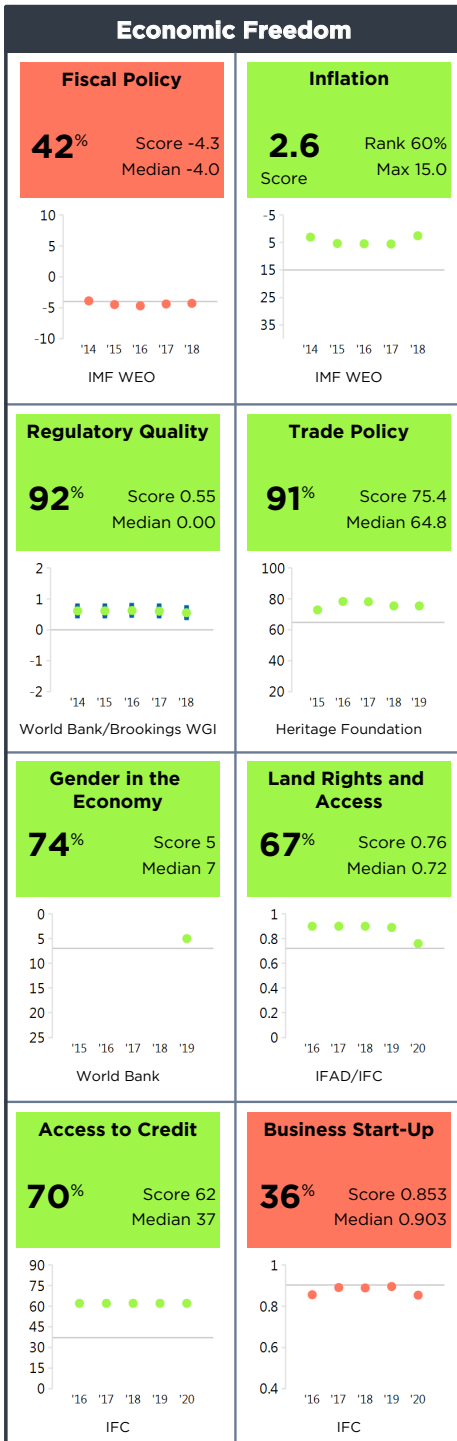 Economic Freedom
Fiscal Policy
42%
Score -4.3
Median -4.0
10
5
0
-5
-10
'14 '15 '16 '17 '18
IMF WEO
Inflation
2.6
Score
Rank 60%
Max 15.0
-5
5
15
25
35
'14 '15 '16 '17 '18
IMF WEO
Regulatory Quality
92%
Score 0.55
Median 0.00
2
1
0
-1
-2
'14 '15 '16 '17 '18
World Bank/Brookings WGI
Trade Policy
91%
Score 75.4
Median 64.8
100
80
60
40
20
'15 '16 '17 '18 '19
Heritage Foundation
Gender in the
Economy
74%
Score 5
Median 7
0
5
10
15
20
25
'15 '16 '17 '18 '19
World Bank
Land Rights and
Access
67%
Score 0.76
Median 0.72
1
0.8
0.6
0.4
0.2
0
'16 '17 '18 '19 '20
IFAD/IFC
Access to Credit
70%
Score 62
Median 37
90
75
60
45
30
15
0
'16 '17 '18 '19 '20
IFC
Business Start-Up
36%
Score 0.853
Median 0.903
1
0.8
0.6
0.4
'16 '17 '18 '19 '20
IFC